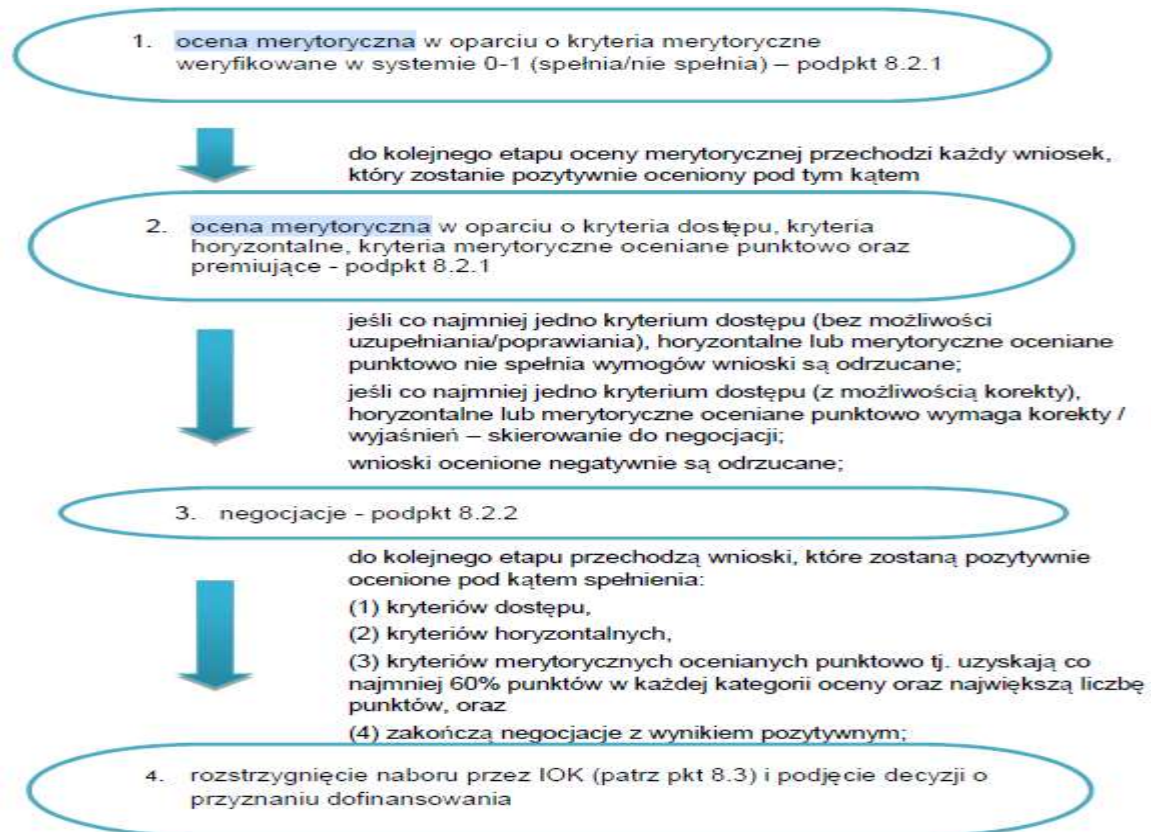 1. ocena merytoryczna w oparciu o kryteria merytoryczne
weryfikowane w systemie 0-1 (spełnia/nie spełnia) – podpkt 8.2.1
do kolejnego etapu oceny merytorycznej przechodzi każdy wniosek,
który zostanie pozytywnie oceniony pod tym kątem
2. ocena merytoryczna w oparciu o kryteria dostępu, kryteria
horyzontalne, kryteria merytoryczne oceniane punktowo oraz
premiujące - podpkt 8.2.1
jeśli co najmniej jedno kryterium dostępu (bez możliwości
uzupełniania/poprawiania), horyzontalne lub merytoryczne oceniane
punktowo nie spełnia wymogów wnioski są odrzucane;
jeśli co najmniej jedno kryterium dostępu (z możliwością korekty),
horyzontalne lub merytoryczne oceniane punktowo wymaga korekty /
wyjaśnień – skierowanie do negocjacji;
wnioski ocenione negatywnie są odrzucane;
3. negocjacje - podpkt 8.2.2
do kolejnego etapu przechodzą wnioski, które zostaną pozytywnie
ocenione pod kątem spełnienia:
(1) kryteriów dostępu,
(2) kryteriów horyzontalnych,
(3) kryteriów merytorycznych ocenianych punktowo tj. uzyskają co
najmniej 60% punktów w każdej kategorii oceny oraz największą liczbę
punktów, oraz
(4) zakończą negocjacje z wynikiem pozytywnym;
4. rozstrzygnięcie naboru przez IOK (patrz pkt 8.3) i podjęcie decyzji o
przyznaniu dofinansowania